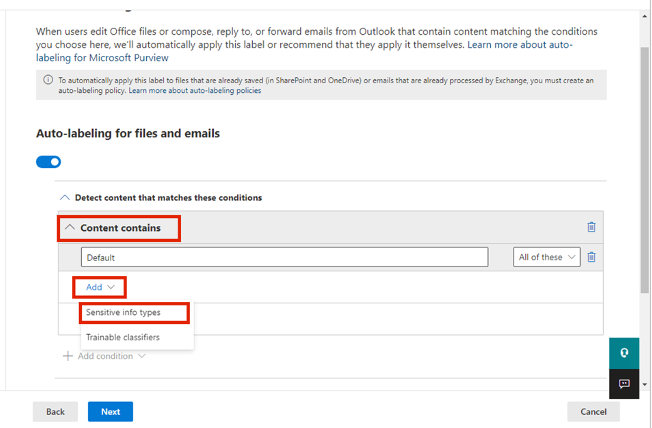 When users edit Office files or compose, reply to, or forward emails from Outlook that contain content matching the conditions
you choose here, we'll automatically apply this label or recommend that they apply it themselves. Learn more about auto-
labeling for Microsoft Purview
To automatically apply this label to files that are already saved (in SharePoint and OneDrive) or emails that are already processed by Exchange, you must create an
auto-labeling policy. Learn more about auto-labeling policies
Auto-labeling for files and emails
Detect content that matches these conditions
Content contains
Default
All of these
Add
Sensitive info types
Trainable classifiers
Add condition
Back
Next
Cancel